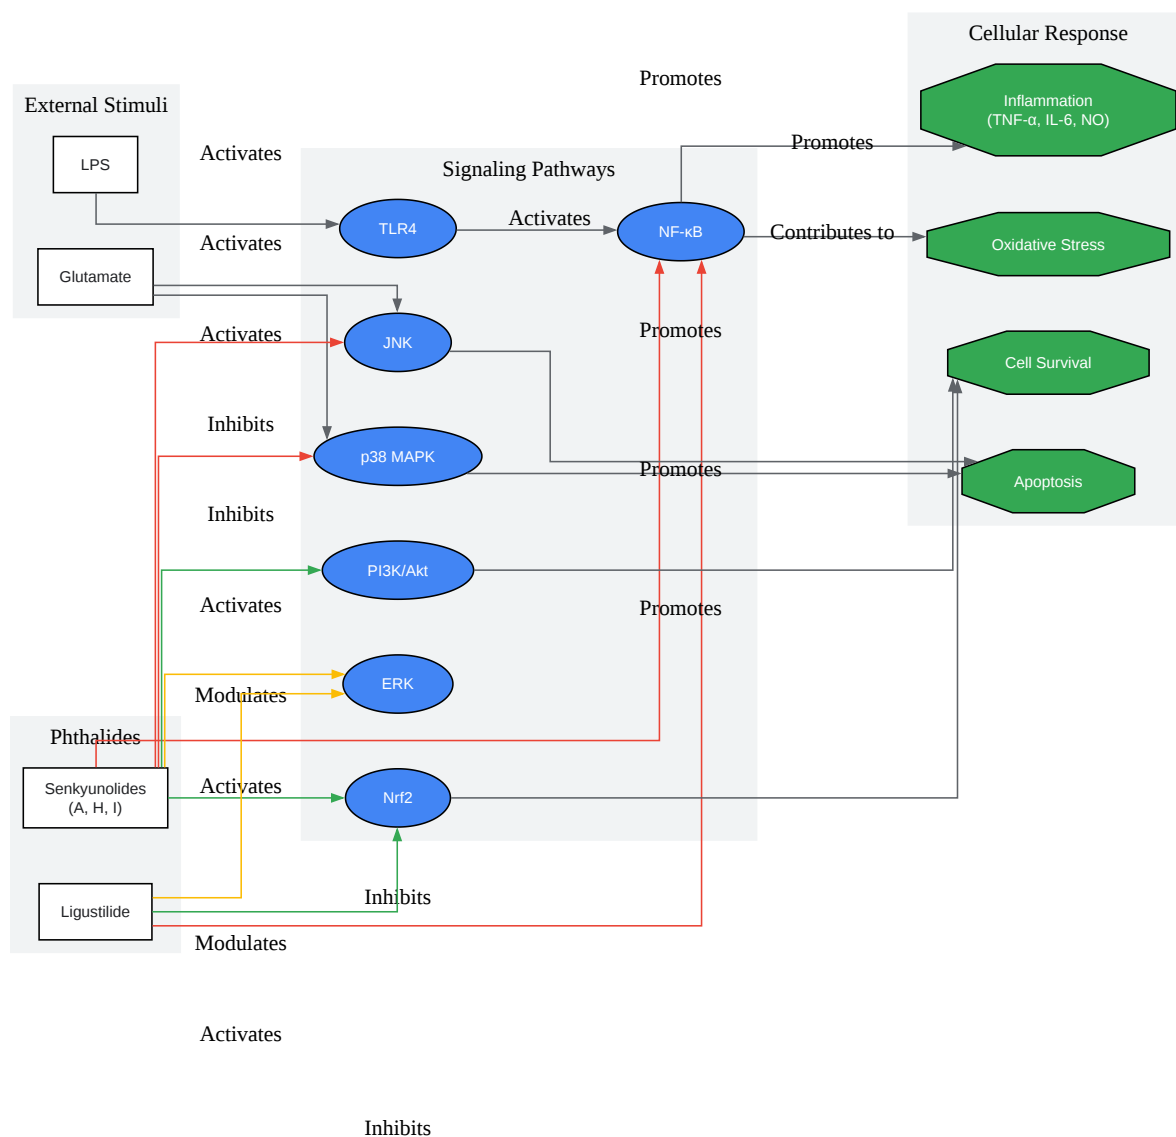 Cellular Response
Promotes
External Stimuli
Inflammation
(TNF-α, IL-6, NO)
Promotes
Activates
LPS
Signaling Pathways
Activates
TLR4
NF-κB
Contributes to
Activates
Oxidative Stress
Glutamate
Activates
JNK
Promotes
Cell Survival
Inhibits
p38 MAPK
Promotes
Apoptosis
Inhibits
PI3K/Akt
Activates
Promotes
ERK
Modulates
Phthalides
Senkyunolides
(A, H, I)
Activates
Nrf2
Inhibits
Ligustilide
Modulates
Activates
Inhibits